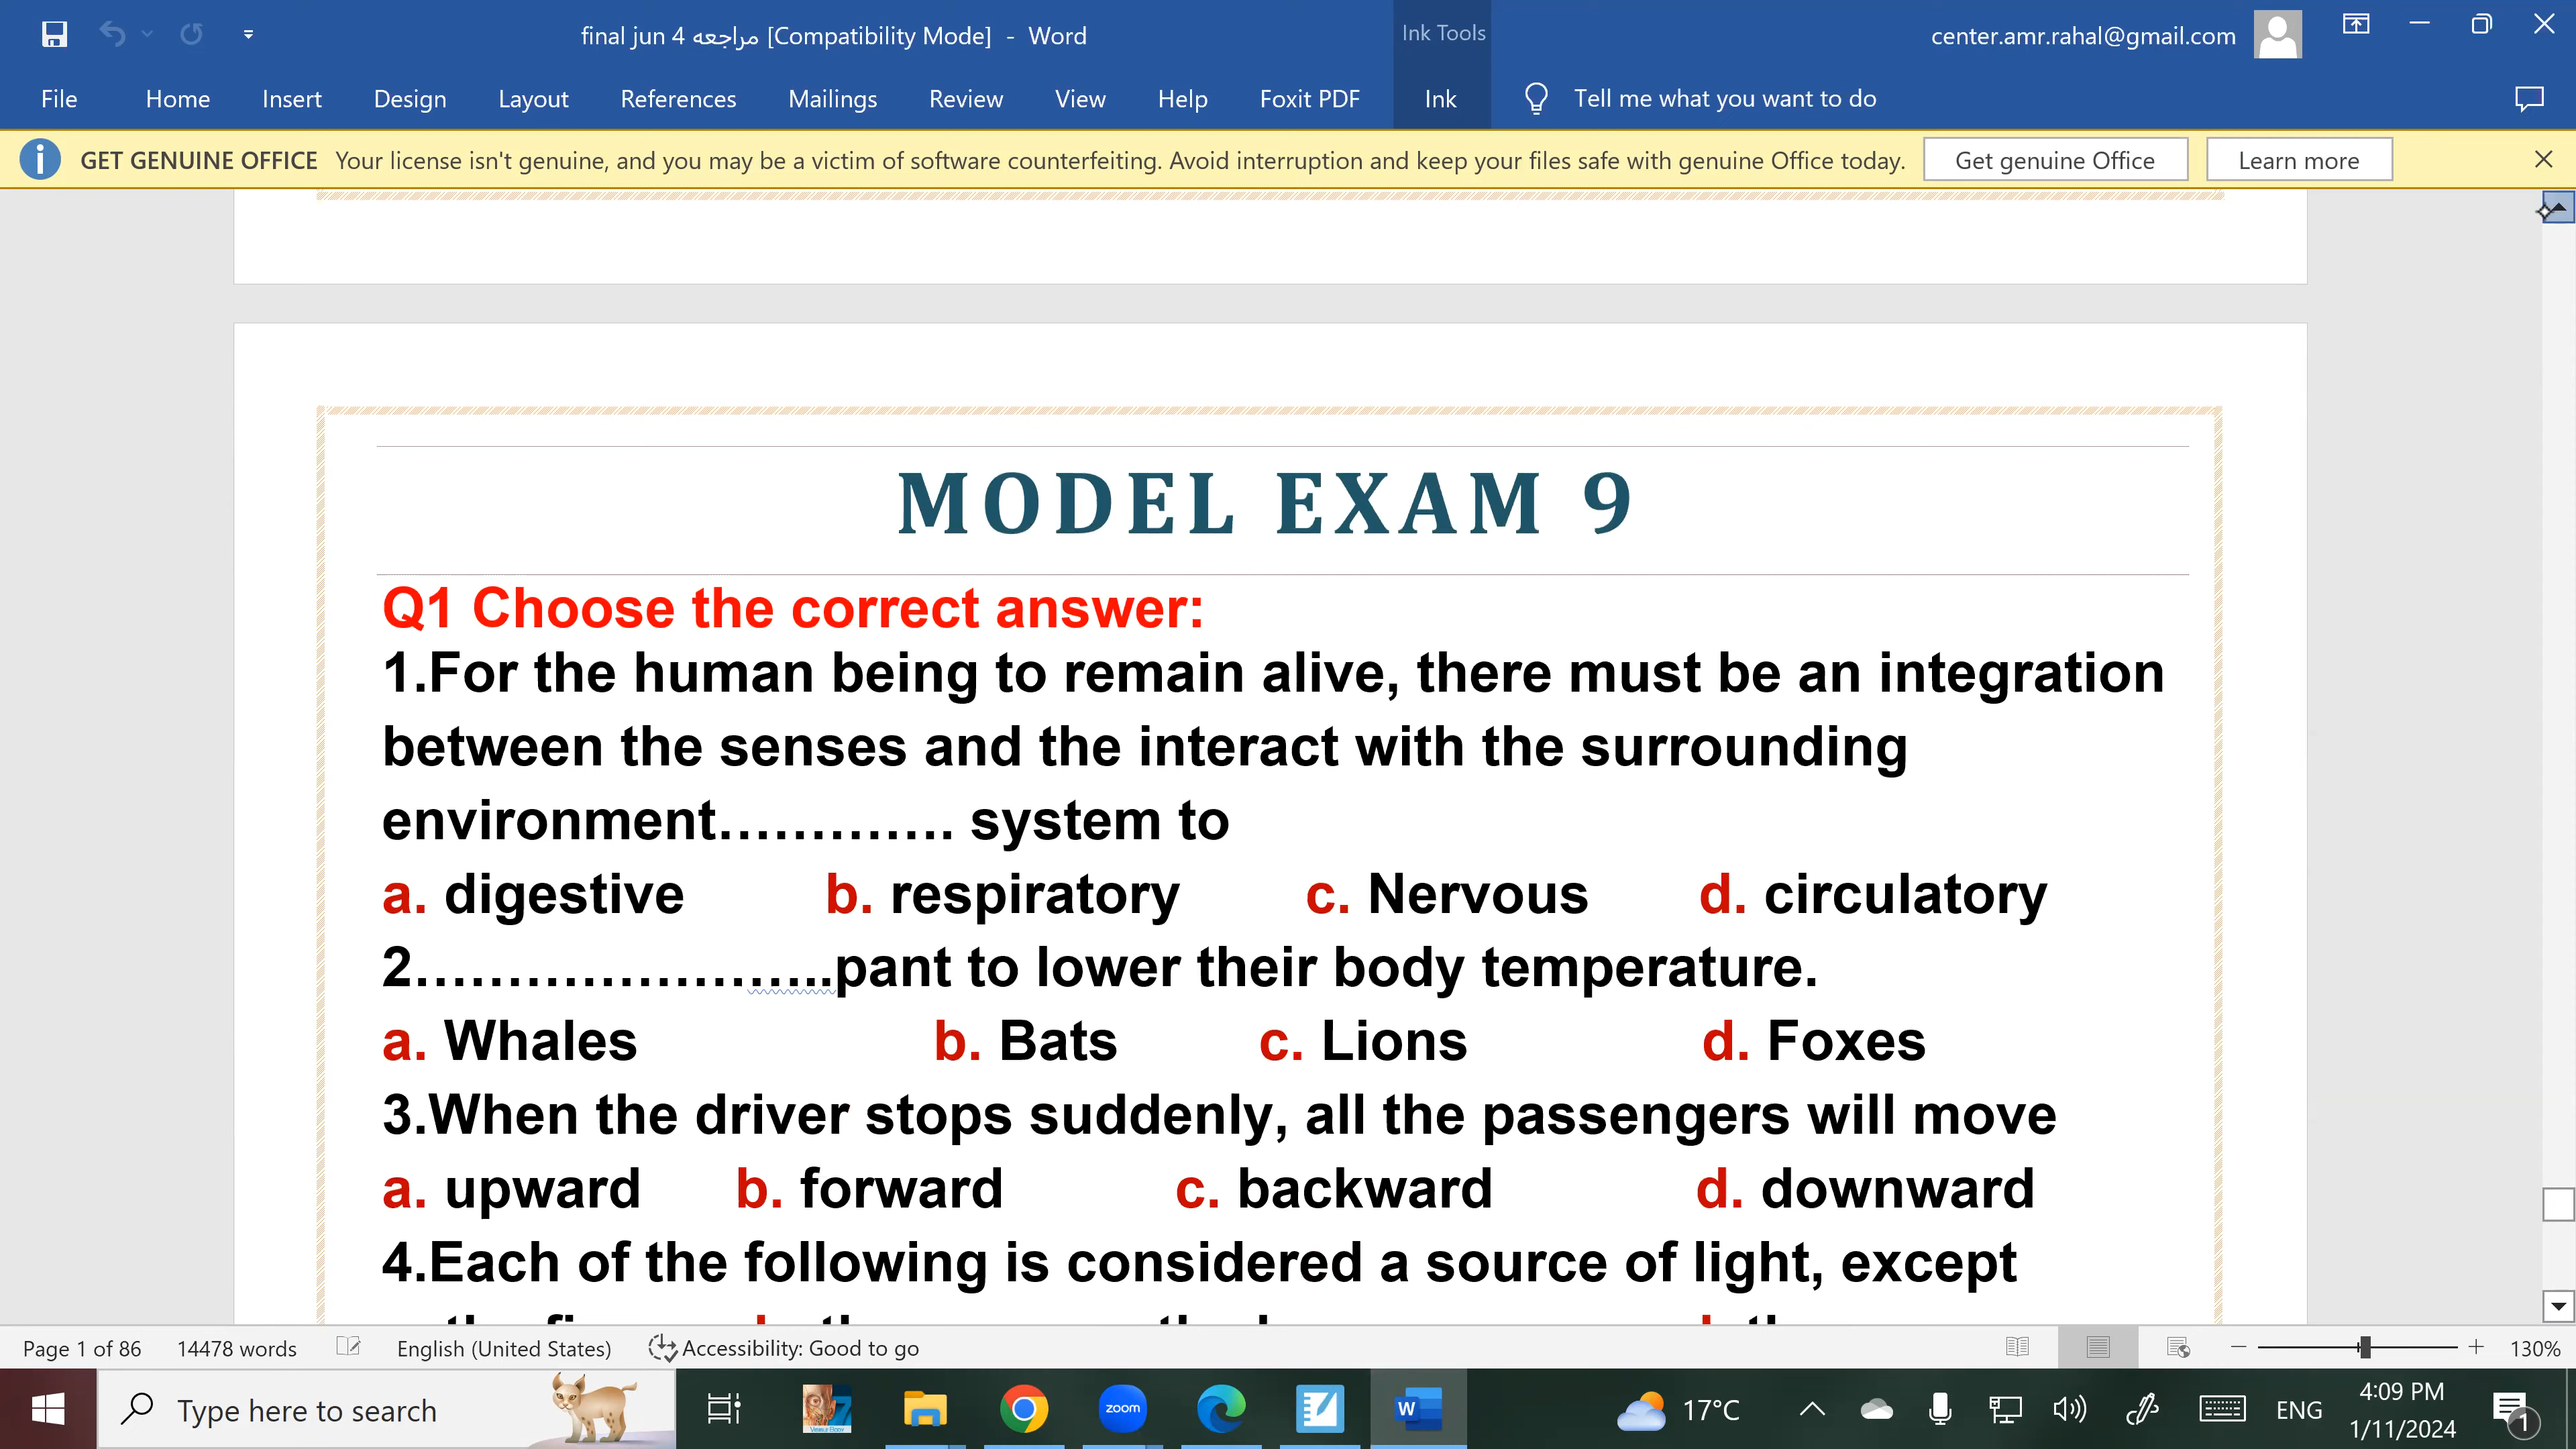 final jun 4 مراجعه [Compatibility Mode] - Word
Ink Tools
center.amr.rahal@gmail.com
File Home Insert Design Layout References Mailings Review View Help Foxit PDF Ink Tell me what you want to do
GET GENUINE OFFICE Your license isn't genuine, and you may be a victim of software counterfeiting. Avoid interruption and keep your files safe with genuine Office today. Get genuine Office Learn more
MODEL EXAM 9
Q1 Choose the correct answer:
1.For the human being to remain alive, there must be an integration
between the senses and the interact with the surrounding
environment............. system to
a. digestive b. respiratory c. Nervous d. circulatory
2.........................pant to lower their body temperature.
a. Whales b. Bats c. Lions d. Foxes
3.When the driver stops suddenly, all the passengers will move
a. upward b. forward c. backward d. downward
4.Each of the following is considered a source of light, except
Page 1 of 86 14478 words English (United States) Accessibility: Good to go 130%
Type here to search zoom W 17°C ENG 4:09 PM
1/11/2024 1